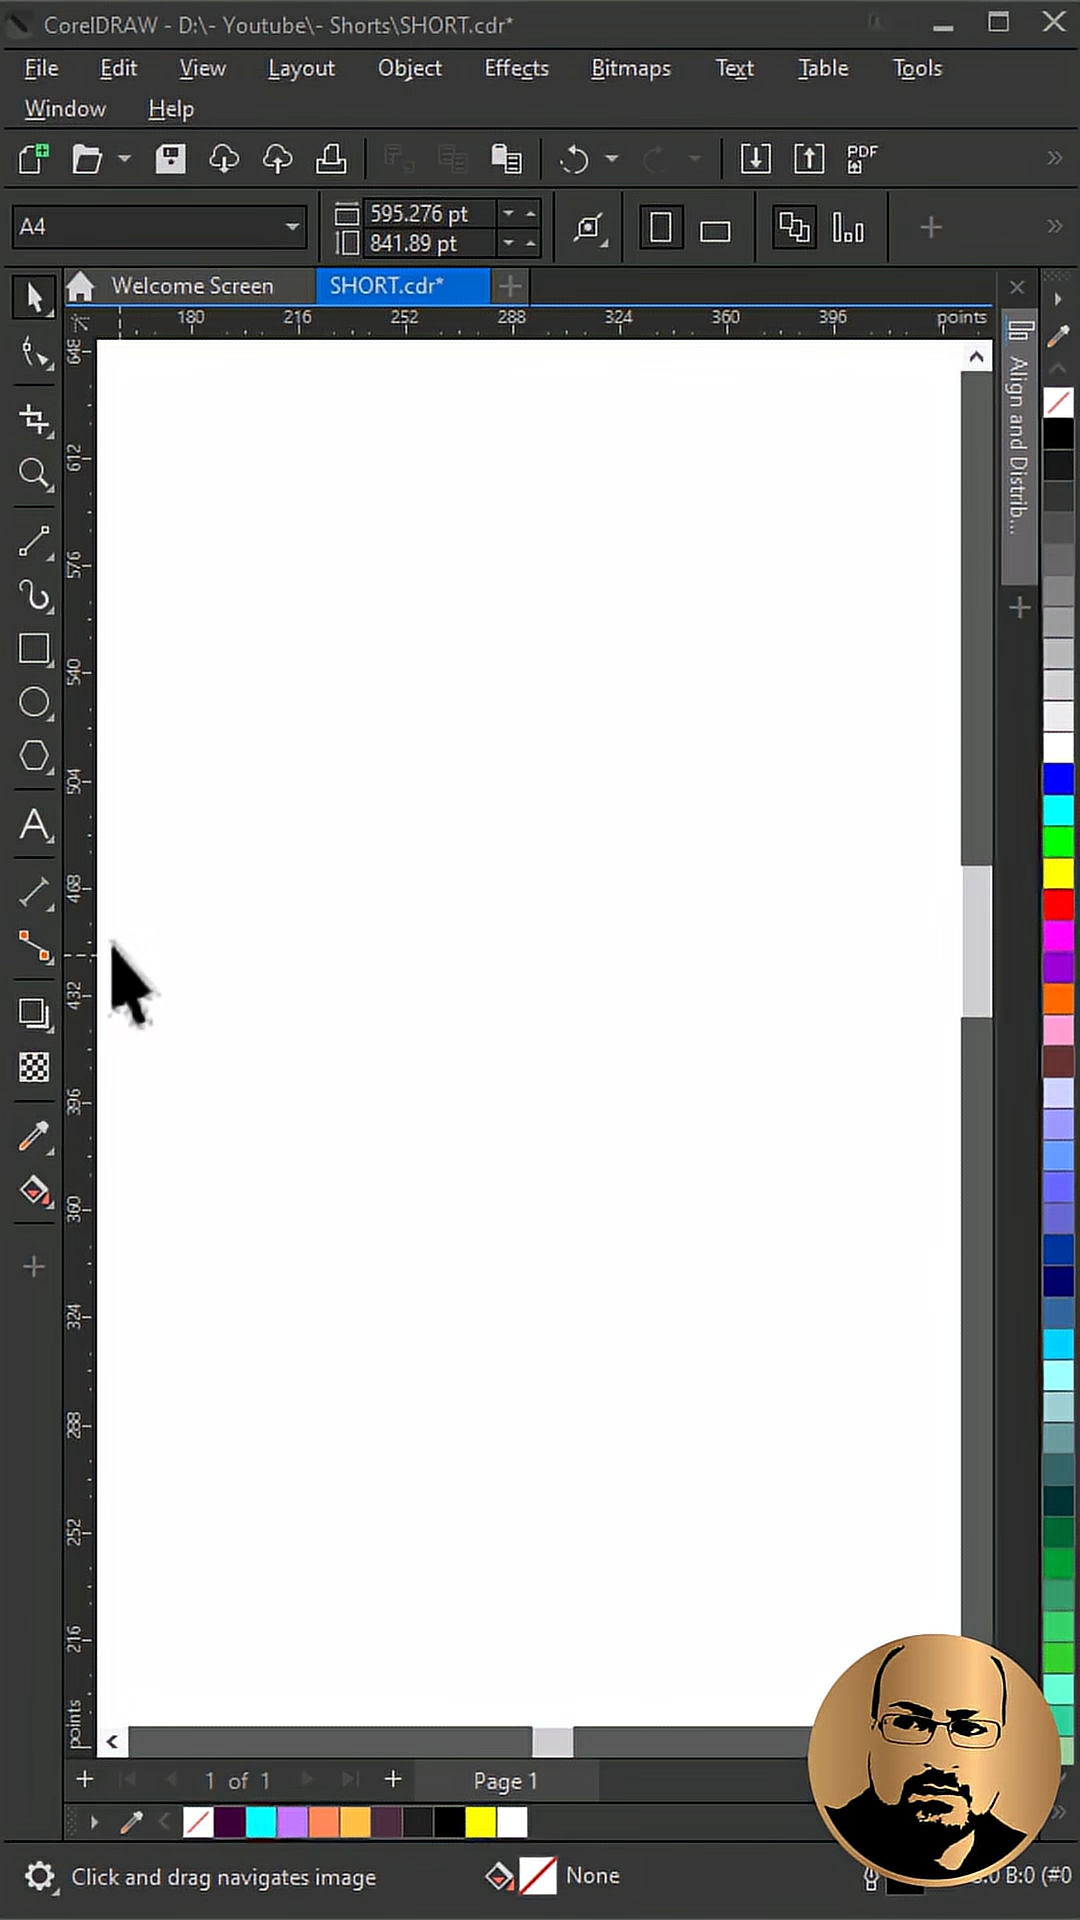 CorelDRAW - D:\- Youtube\- Shorts\SHORT.cdr*
File Edit View Layout Object Effects Bitmaps Text Table Tools
Window Help
PDF
A4
595.276 pt
841.89 pt
Welcome Screen SHORT.cdr*
180 216 252 288 324 360 396 points
648
612
576
540
504
468
432
396
360
324
288
252
216
points
Align and Distrib...
1 of 1
Page 1
Click and drag navigates image
None
B:0 (#0